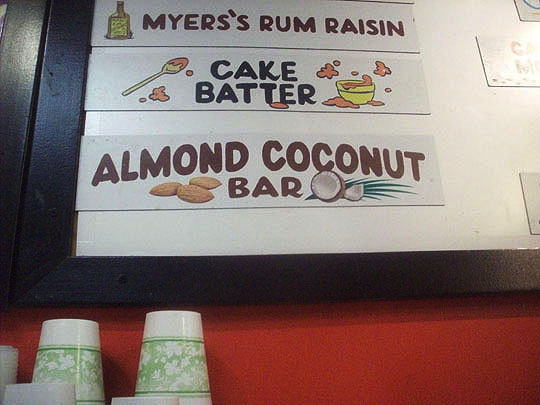 MYERS'S RUM RAISIN
CAKE
BATTER
ALMOND COCONUT
BAR